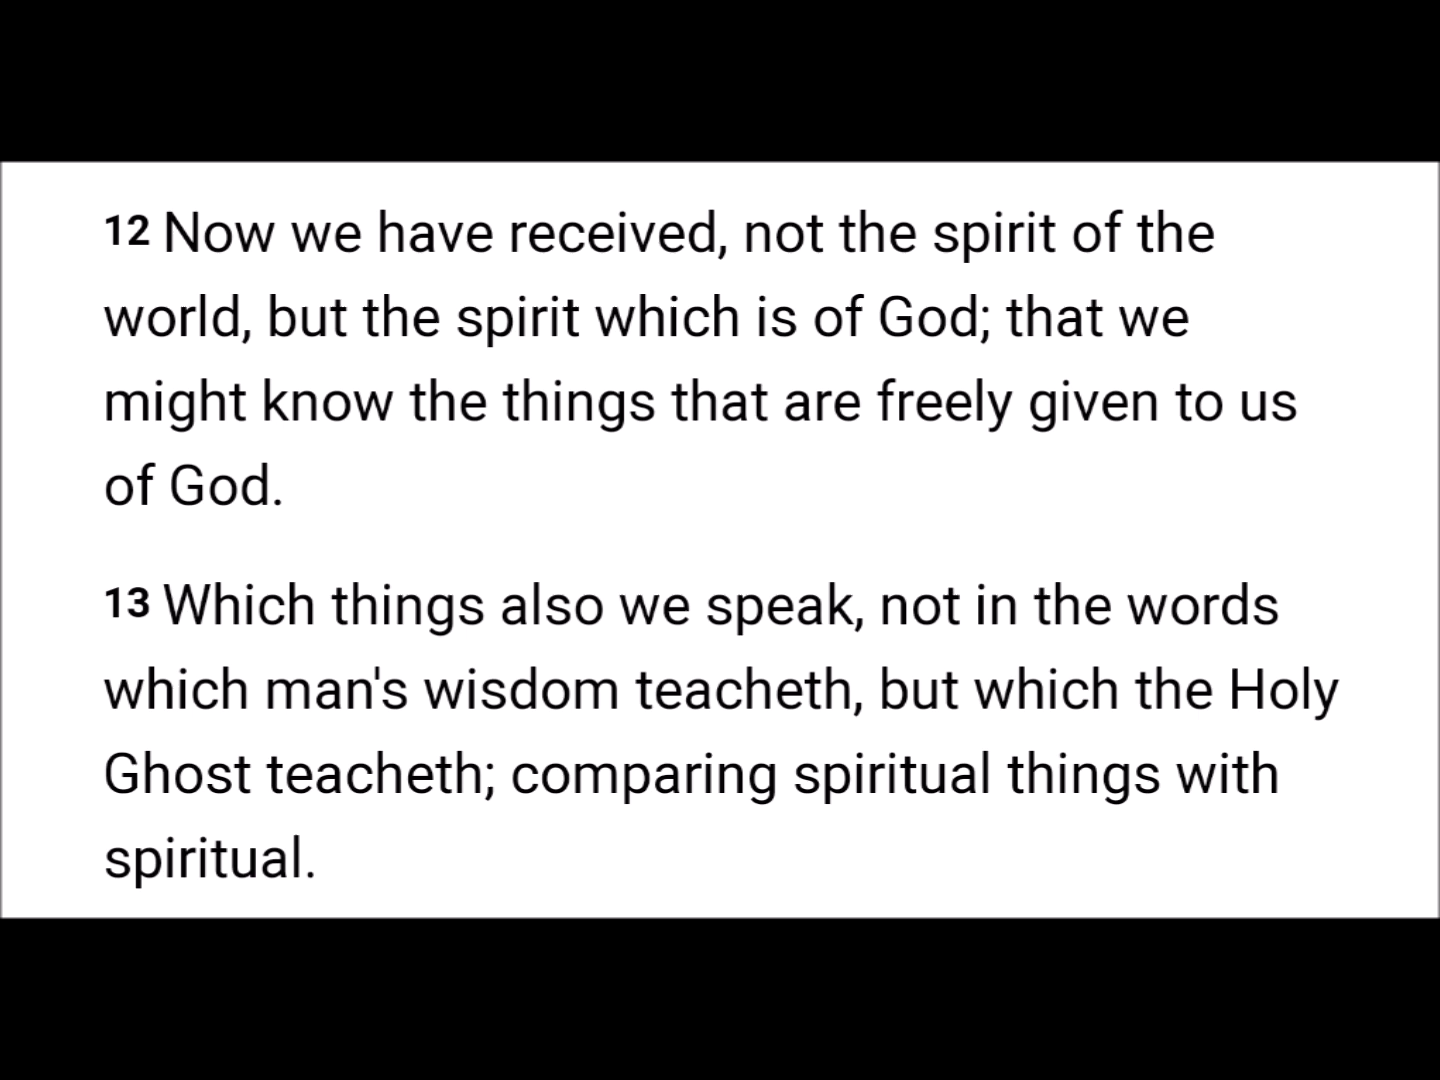 12 Now we have received, not the spirit of the
world, but the spirit which is of God; that we
might know the things that are freely given to us
of God.
13 Which things also we speak, not in the words
which man's wisdom teacheth, but which the Holy
Ghost teacheth; comparing spiritual things with
spiritual.